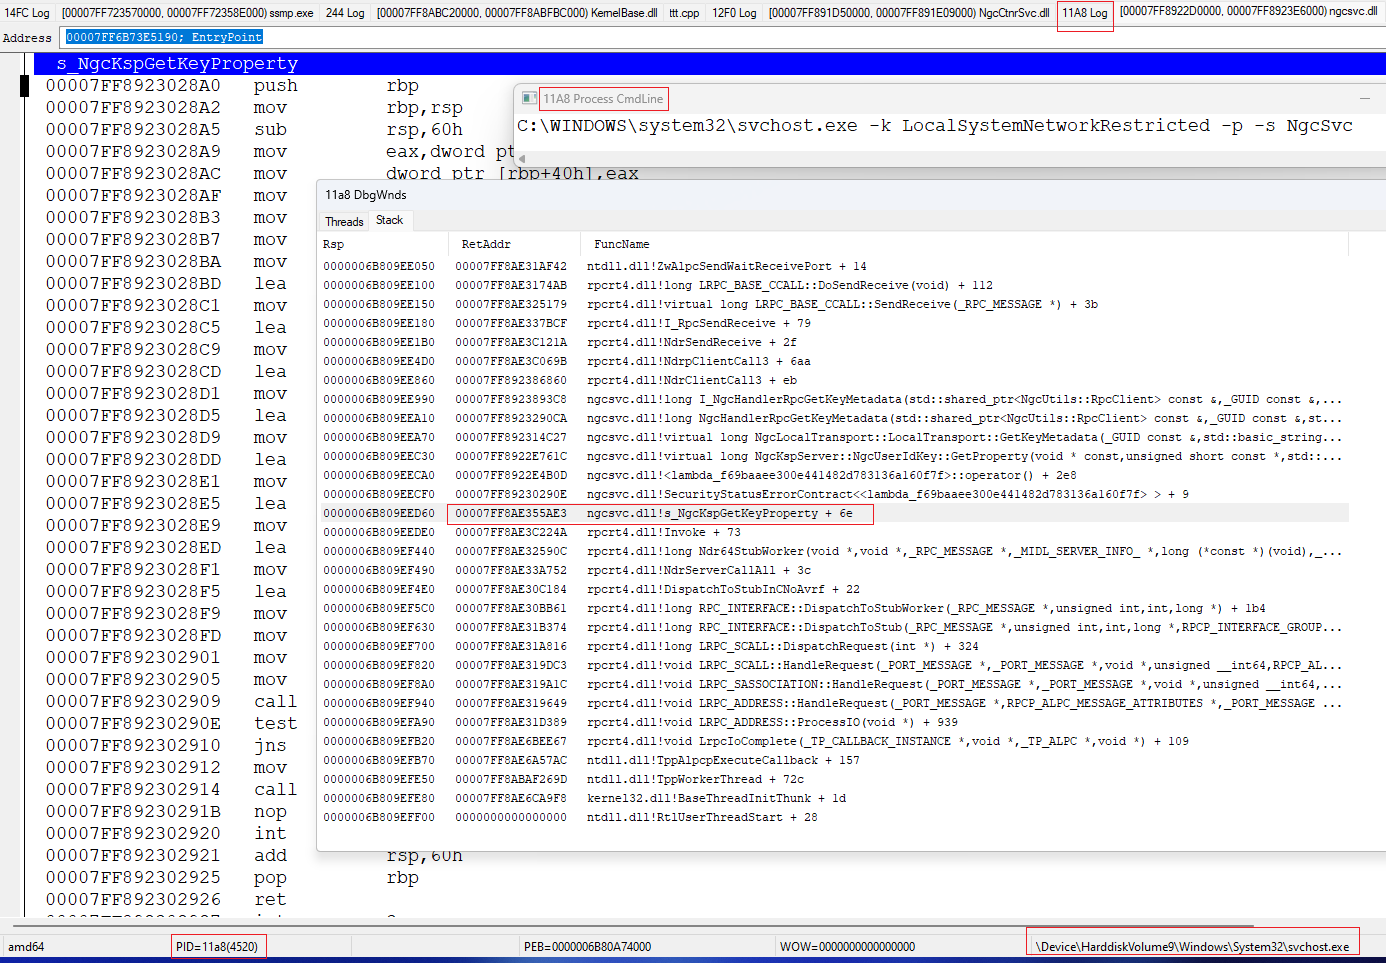 14FC Log [00007FF723570000, 00007FF72358E000) ssmp.exe 244 Log [00007FF8ABC20000, 00007FF8ABFBC000) KernelBase.dll ttt.cpp 12F0 Log [00007FF891D50000, 00007FF891E09000) NgcCtnrSvc.dll 11A8 Log [00007FF8922D0000, 00007FF8923E6000) ngcsvc.dll
Address 00007FF6B73E5190; EntryPoint
s_NgcKspGetKeyProperty
00007FF8923028A0 push rbp
00007FF8923028A2 mov rbp,rsp
00007FF8923028A5 sub rsp,60h
00007FF8923028A9 mov eax,dword pt
00007FF8923028AC mov dword ptr [rbp+40h],eax
00007FF8923028AF mov
00007FF8923028B3 mov
00007FF8923028B7 mov
00007FF8923028BA mov
00007FF8923028BD lea
00007FF8923028C1 mov
00007FF8923028C5 lea
00007FF8923028C9 mov
00007FF8923028CD lea
00007FF8923028D1 mov
00007FF8923028D5 lea
00007FF8923028D9 mov
00007FF8923028DD lea
00007FF8923028E1 mov
00007FF8923028E5 lea
00007FF8923028E9 mov
00007FF8923028ED lea
00007FF8923028F1 mov
00007FF8923028F5 lea
00007FF8923028F9 mov
00007FF8923028FD mov
00007FF892302901 mov
00007FF892302905 mov
00007FF892302909 call
00007FF89230290E test
00007FF892302910 jns
00007FF892302912 mov
00007FF892302914 call
00007FF89230291B nop
00007FF892302920 int
00007FF892302921 add rsp,60h
00007FF892302925 pop rbp
00007FF892302926 ret
11A8 Process CmdLine
C:\WINDOWS\system32\svchost.exe -k LocalSystemNetworkRestricted -p -s NgcSvc
11a8 DbgWnds
Threads Stack
Rsp RetAddr FuncName
0000006B809EE050 00007FF8AE31AF42 ntdll.dll!ZwAlpcSendWaitReceivePort + 14
0000006B809EE100 00007FF8AE3174AB rpcrt4.dll!long LRPC_BASE_CCALL::DoSendReceive(void) + 112
0000006B809EE150 00007FF8AE325179 rpcrt4.dll!virtual long LRPC_BASE_CCALL::SendReceive(_RPC_MESSAGE *) + 3b
0000006B809EE180 00007FF8AE337BCF rpcrt4.dll!I_RpcSendReceive + 79
0000006B809EE1B0 00007FF8AE3C121A rpcrt4.dll!NdrSendReceive + 2f
0000006B809EE4D0 00007FF8AE3C069B rpcrt4.dll!NdrpClientCall3 + 6aa
0000006B809EE860 00007FF892386860 rpcrt4.dll!NdrClientCall3 + eb
0000006B809EE990 00007FF8923893C8 ngcsvc.dll!long I_NgcHandlerRpcGetKeyMetadata(std::shared_ptr<NgcUtils::RpcClient> const &,_GUID const &,...
0000006B809EEA10 00007FF8923290CA ngcsvc.dll!long NgcHandlerRpcGetKeyMetadata(std::shared_ptr<NgcUtils::RpcClient> const &,_GUID const &,st...
0000006B809EEA70 00007FF892314C27 ngcsvc.dll!virtual long NgcLocalTransport::LocalTransport::GetKeyMetadata(_GUID const &,std::basic_string...
0000006B809EEC30 00007FF8922E761C ngcsvc.dll!virtual long NgcKspServer::NgcUserIdKey::GetProperty(void * const,unsigned short const *,std::...
0000006B809EECA0 00007FF8922E4B0D ngcsvc.dll!<lambda_f69baaee300e441482d783136a160f7f>::operator() + 2e8
0000006B809EECF0 00007FF89230290E ngcsvc.dll!SecurityStatusErrorContract<<lambda_f69baaee300e441482d783136a160f7f> > + 9
0000006B809EED60 00007FF8AE355AE3 ngcsvc.dll!s_NgcKspGetKeyProperty + 6e
0000006B809EEDE0 00007FF8AE3C224A rpcrt4.dll!Invoke + 73
0000006B809EF440 00007FF8AE32590C rpcrt4.dll!long Ndr64StubWorker(void *,void *,_RPC_MESSAGE *,_MIDL_SERVER_INFO_ *,long (*const *)(void),_...
0000006B809EF490 00007FF8AE33A752 rpcrt4.dll!NdrServerCallAll + 3c
0000006B809EF4E0 00007FF8AE30C184 rpcrt4.dll!DispatchToStubInCNoAvrf + 22
0000006B809EF5C0 00007FF8AE30BB61 rpcrt4.dll!long RPC_INTERFACE::DispatchToStubWorker(_RPC_MESSAGE *,unsigned int,int,long *) + 1b4
0000006B809EF630 00007FF8AE31B374 rpcrt4.dll!long RPC_INTERFACE::DispatchToStub(_RPC_MESSAGE *,unsigned int,int,long *,RPCP_INTERFACE_GROUP...
0000006B809EF700 00007FF8AE31A816 rpcrt4.dll!long LRPC_SCALL::DispatchRequest(int *) + 324
0000006B809EF820 00007FF8AE319DC3 rpcrt4.dll!void LRPC_SCALL::HandleRequest(_PORT_MESSAGE *,_PORT_MESSAGE *,void *,unsigned __int64,RPCP_AL...
0000006B809EF8A0 00007FF8AE319A1C rpcrt4.dll!void LRPC_SASSOCIATION::HandleRequest(_PORT_MESSAGE *,_PORT_MESSAGE *,void *,unsigned __int64,...
0000006B809EF940 00007FF8AE319649 rpcrt4.dll!void LRPC_ADDRESS::HandleRequest(_PORT_MESSAGE *,RPCP_ALPC_MESSAGE_ATTRIBUTES *,_PORT_MESSAGE ...
0000006B809EFA90 00007FF8AE31D389 rpcrt4.dll!void LRPC_ADDRESS::ProcessIO(void *) + 939
0000006B809EFB20 00007FF8AE6BEE67 rpcrt4.dll!void LrpcIoComplete(_TP_CALLBACK_INSTANCE *,void *,_TP_ALPC *,void *) + 109
0000006B809EFB70 00007FF8AE6A57AC ntdll.dll!TppAlpcpExecuteCallback + 157
0000006B809EFE50 00007FF8ABAF269D ntdll.dll!TppWorkerThread + 72c
0000006B809EFE80 00007FF8AE6CA9F8 kernel32.dll!BaseThreadInitThunk + 1d
0000006B809EFF00 0000000000000000 ntdll.dll!RtlUserThreadStart + 28
amd64 PID=11a8(4520) PEB=0000006B80A74000 WOW=0000000000000000 \Device\HarddiskVolume9\Windows\System32\svchost.exe